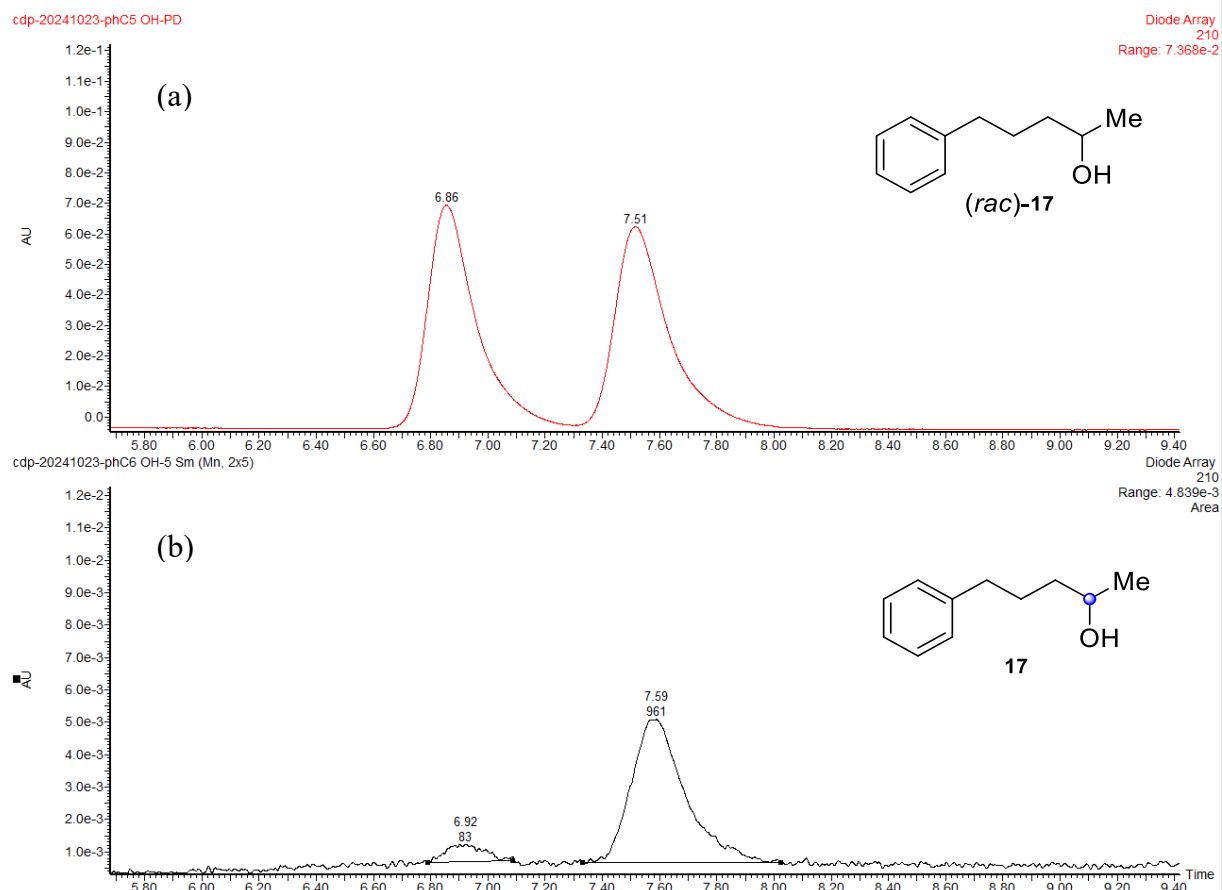 cdp-20241023-phC5 OH-PD
Diode Array
210
Range: 7.368e-2
(a)
1.2e-1
1.1e-1
1.0e-1
9.0e-2
8.0e-2
7.0e-2
6.0e-2
5.0e-2
4.0e-2
3.0e-2
2.0e-2
1.0e-2
0.0
AU
6.86
7.51
Me
OH
(rac)-17
5.80 6.00 6.20 6.40 6.60 6.80 7.00 7.20 7.40 7.60 7.80 8.00 8.20 8.40 8.60 8.80 9.00 9.20 9.40
cdp-20241023-phC6 OH-5 Sm (Mn, 2x5)
Diode Array
210
Range: 4.839e-3
Area
(b)
1.2e-2
1.1e-2
1.0e-2
9.0e-3
8.0e-3
7.0e-3
6.0e-3
5.0e-3
4.0e-3
3.0e-3
2.0e-3
1.0e-3
AU
6.92
83
7.59
961
Me
OH
17
Time
5.80 6.00 6.20 6.40 6.60 6.80 7.00 7.20 7.40 7.60 7.80 8.00 8.20 8.40 8.60 8.80 9.00 9.20 9.40